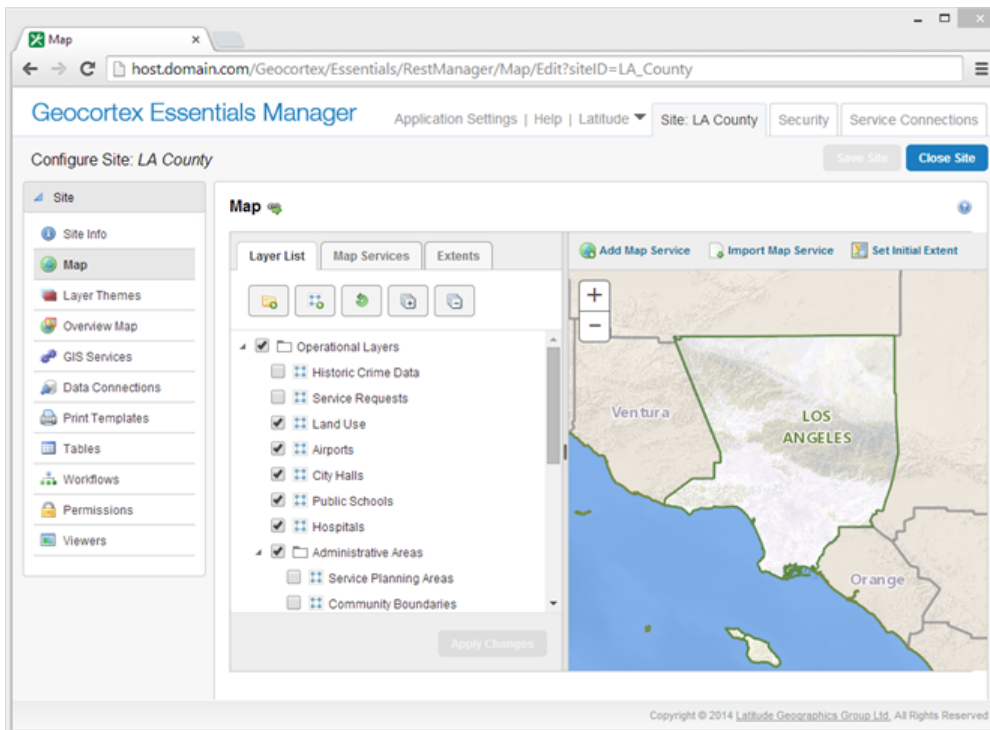 Map
host.domain.com/Geocortex/Essentials/RestManager/Map/Edit?siteID=LA_County
Geocortex Essentials Manager
Application Settings | Help | Latitude
Site: LA County
Security
Service Connections
Configure Site: LA County
Save Site
Close Site
Site
Site Info
Map
Layer Themes
Overview Map
GIS Services
Data Connections
Print Templates
Tables
Workflows
Permissions
Viewers
Map
Layer List
Map Services
Extents
Operational Layers
Historic Crime Data
Service Requests
Land Use
Airports
City Halls
Public Schools
Hospitals
Administrative Areas
Service Planning Areas
Community Boundaries
Apply Changes
Add Map Service
Import Map Service
Set Initial Extent
+
−
Ventura
LOS
ANGELES
Orange
Copyright © 2014 Latitude Geographics Group Ltd. All Rights Reserved